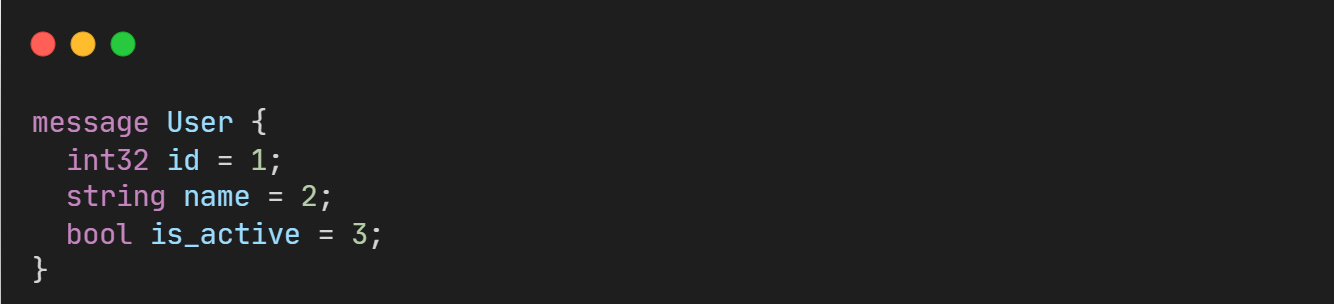 message User {
  int32 id = 1;
  string name = 2;
  bool is_active = 3;
}